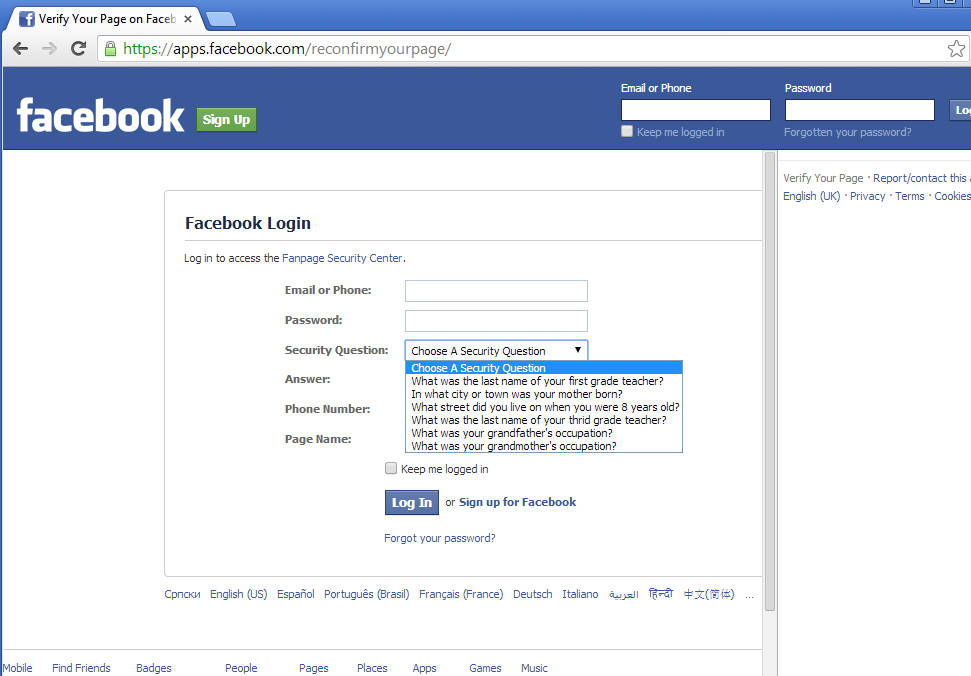 Verify Your Page on Faceb
https://apps.facebook.com/reconfirmyourpage/
facebook
Sign Up
Email or Phone
Password
Log
Keep me logged in
Forgotten your password?
Verify Your Page · Report/contact this a
English (UK) · Privacy · Terms · Cookies
Facebook Login
Log in to access the Fanpage Security Center.
Email or Phone:
Password:
Security Question:
Choose A Security Question
Choose A Security Question
What was the last name of your first grade teacher?
In what city or town was your mother born?
What street did you live on when you were 8 years old?
What was the last name of your thrid grade teacher?
What was your grandfather's occupation?
What was your grandmother's occupation?
Answer:
Phone Number:
Page Name:
Keep me logged in
Log In or Sign up for Facebook
Forgot your password?
Српски English (US) Español Português (Brasil) Français (France) Deutsch Italiano العربية हिन्दी 中文(简体) ...
Mobile Find Friends Badges People Pages Places Apps Games Music